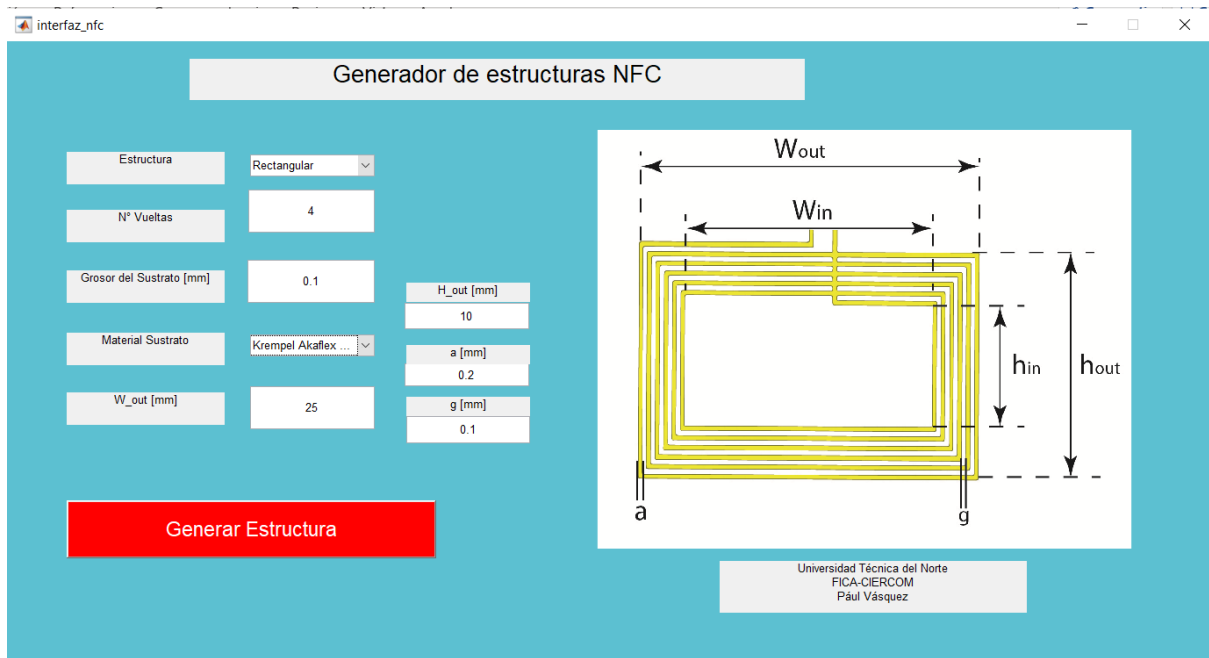 interfaz_nfc
Generador de estructuras NFC
Estructura
Rectangular
N° Vueltas
4
Grosor del Sustrato [mm]
0.1
Material Sustrato
Krempel Akaflex ...
W_out [mm]
25
H_out [mm]
10
a [mm]
0.2
g [mm]
0.1
Generar Estructura
Wout
Win
hin
hout
a
g
Universidad Técnica del Norte
FICA-CIERCOM
Pául Vásquez